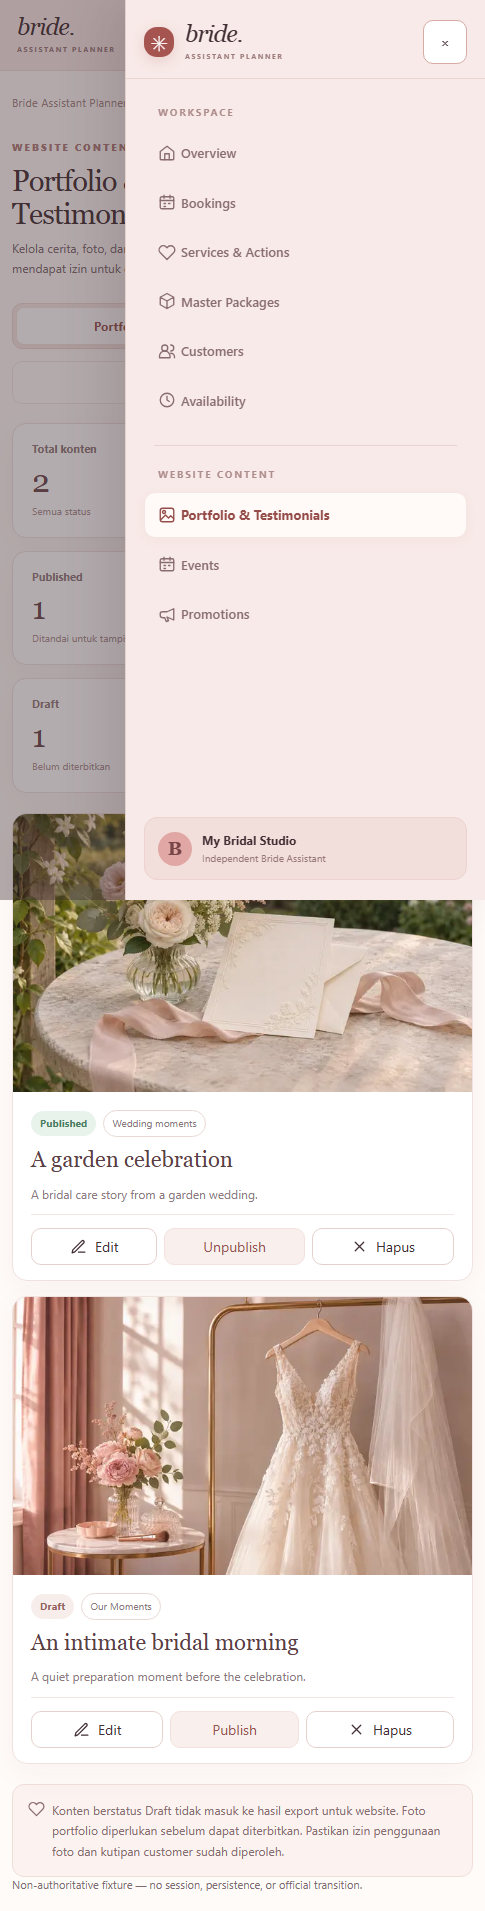 bride.
ASSISTANT PLANNER
Bride Assistant Planner
WEBSITE CONTEN
Portfolio
Testimon
Kelola cerita, foto, da
mendapat izin untuk
Portf
Total konten
2
Semua status
Published
1
Ditandai untuk tampi
Draft
1
Belum diterbitkan
bride.
ASSISTANT PLANNER
×
WORKSPACE
Overview
Bookings
Services & Actions
Master Packages
Customers
Availability
WEBSITE CONTENT
Portfolio & Testimonials
Events
Promotions
B
My Bridal Studio
Independent Bride Assistant
Published
Wedding moments
A garden celebration
A bridal care story from a garden wedding.
Edit
Unpublish
Hapus
Draft
Our Moments
An intimate bridal morning
A quiet preparation moment before the celebration.
Edit
Publish
Hapus
Konten berstatus Draft tidak masuk ke hasil export untuk website. Foto
portfolio diperlukan sebelum dapat diterbitkan. Pastikan izin penggunaan
foto dan kutipan customer sudah diperoleh.
Non-authoritative fixture — no session, persistence, or official transition.